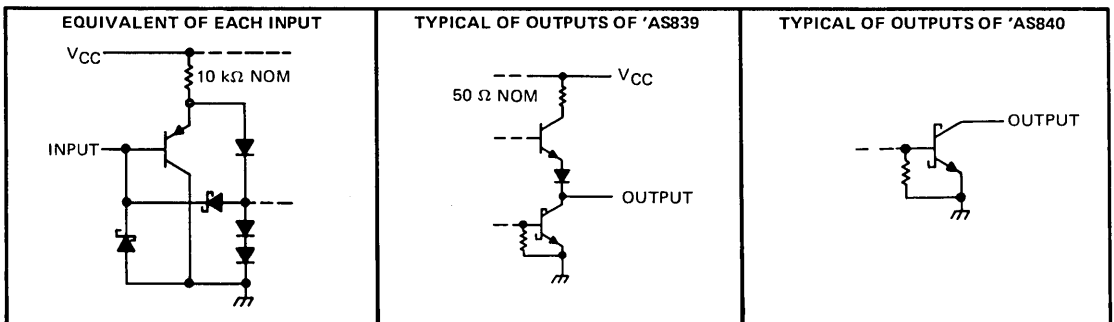 EQUIVALENT OF EACH INPUT
VCC
10 kΩ NOM
INPUT
TYPICAL OF OUTPUTS OF 'AS839
VCC
50 Ω NOM
OUTPUT
TYPICAL OF OUTPUTS OF 'AS840
OUTPUT